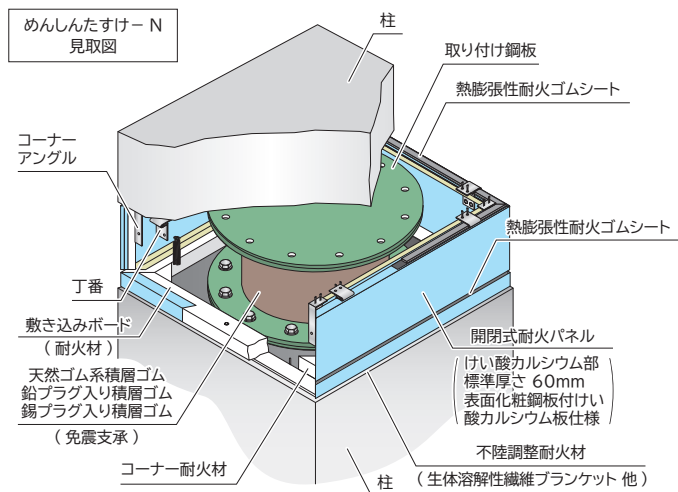 めんしんたすけー N
見取図
柱
取り付け鋼板
熱膨張性耐火ゴムシート
コーナー
アングル
熱膨張性耐火ゴムシート
丁番
敷き込みボード
（ 耐火材 ）
開閉式耐火パネル
けい酸カルシウム部
標準厚さ 60mm
表面化粧鋼板付けい
酸カルシウム板仕様
天然ゴム系積層ゴム
鉛プラグ入り積層ゴム
錫プラグ入り積層ゴム
（ 免震支承 ）
コーナー耐火材
柱
不陸調整耐火材
（ 生体溶解性繊維ブランケット 他 ）